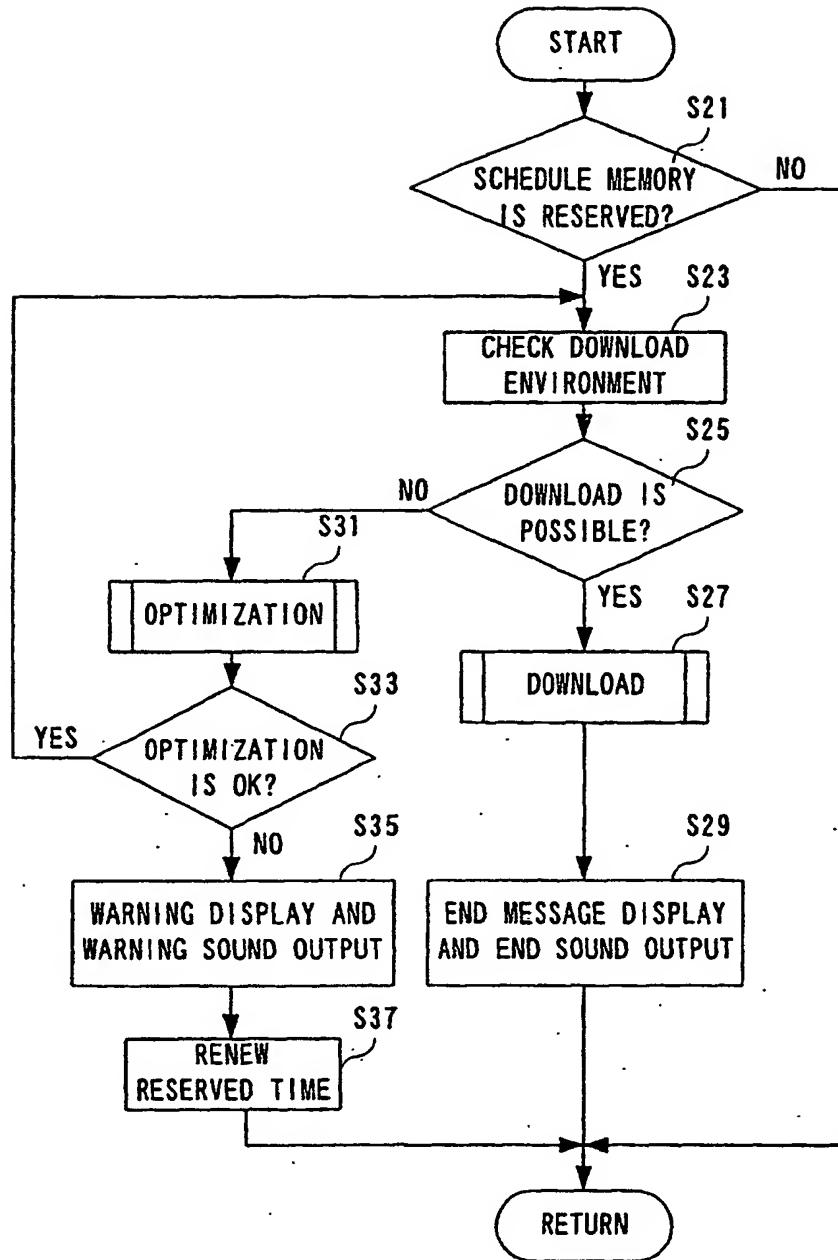 START
S21
SCHEDULE MEMORY
IS RESERVED?
NO
YES
S23
CHECK DOWNLOAD
ENVIRONMENT
S25
DOWNLOAD IS
POSSIBLE?
NO
YES
S31
OPTIMIZATION
S27
DOWNLOAD
S33
OPTIMIZATION
IS OK?
YES
NO
S35
WARNING DISPLAY AND
WARNING SOUND OUTPUT
S29
END MESSAGE DISPLAY
AND END SOUND OUTPUT
S37
RENEW
RESERVED TIME
RETURN